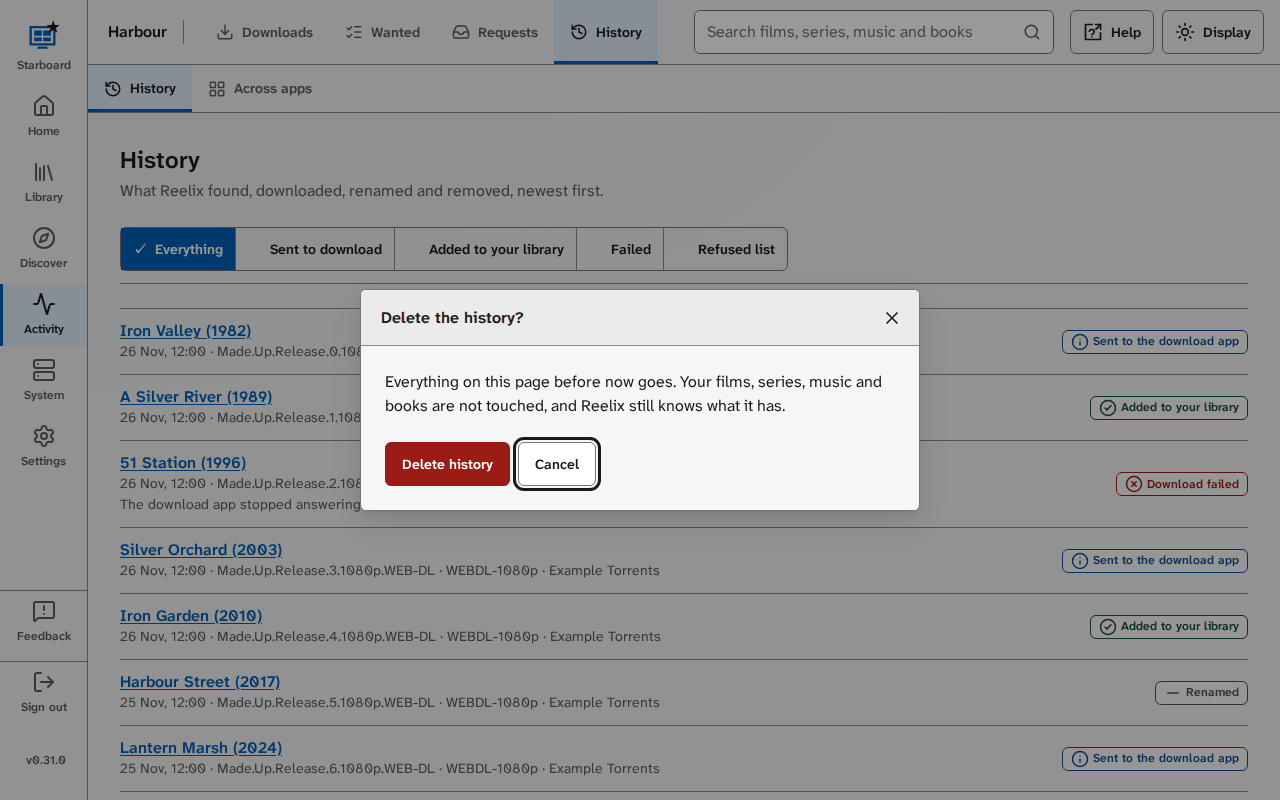 Starboard
Home
Library
Discover
Activity
System
Settings
Feedback
Sign out
v0.31.0
Harbour
Downloads
Wanted
Requests
History
Search films, series, music and books
Help
Display
History
Across apps
History
What Reelix found, downloaded, renamed and removed, newest first.
✓ Everything
Sent to download
Added to your library
Failed
Refused list
Iron Valley (1982)
26 Nov, 12:00 · Made.Up.Release.0.108
Sent to the download app
A Silver River (1989)
26 Nov, 12:00 · Made.Up.Release.1.108
Added to your library
51 Station (1996)
26 Nov, 12:00 · Made.Up.Release.2.108
The download app stopped answering
Download failed
Delete the history?
Everything on this page before now goes. Your films, series, music and
books are not touched, and Reelix still knows what it has.
Delete history
Cancel
Silver Orchard (2003)
26 Nov, 12:00 · Made.Up.Release.3.1080p.WEB-DL · WEBDL-1080p · Example Torrents
Sent to the download app
Iron Garden (2010)
26 Nov, 12:00 · Made.Up.Release.4.1080p.WEB-DL · WEBDL-1080p · Example Torrents
Added to your library
Harbour Street (2017)
25 Nov, 12:00 · Made.Up.Release.5.1080p.WEB-DL · WEBDL-1080p · Example Torrents
Renamed
Lantern Marsh (2024)
25 Nov, 12:00 · Made.Up.Release.6.1080p.WEB-DL · WEBDL-1080p · Example Torrents
Sent to the download app